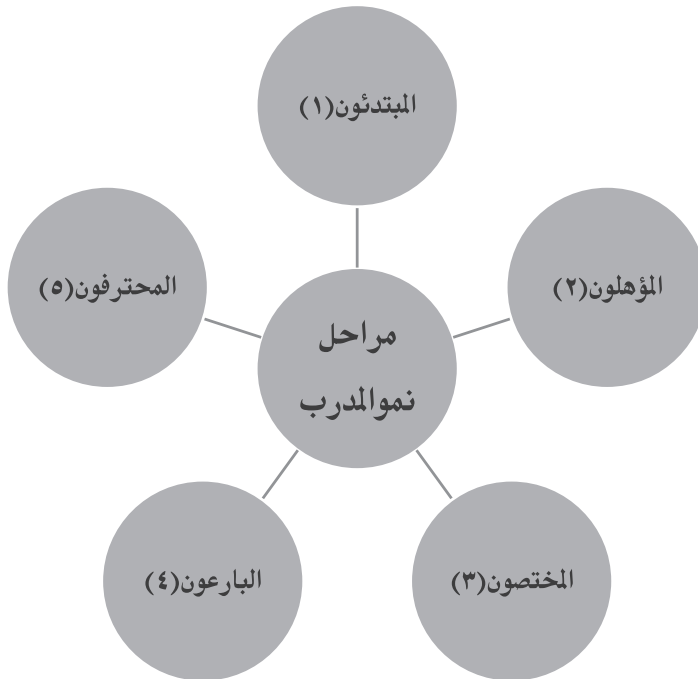 المبتدئون(١)
المؤهلون(٢)
المختصون(٣)
البارعون(٤)
المحترفون(٥)
مراحل
نموالمدرب